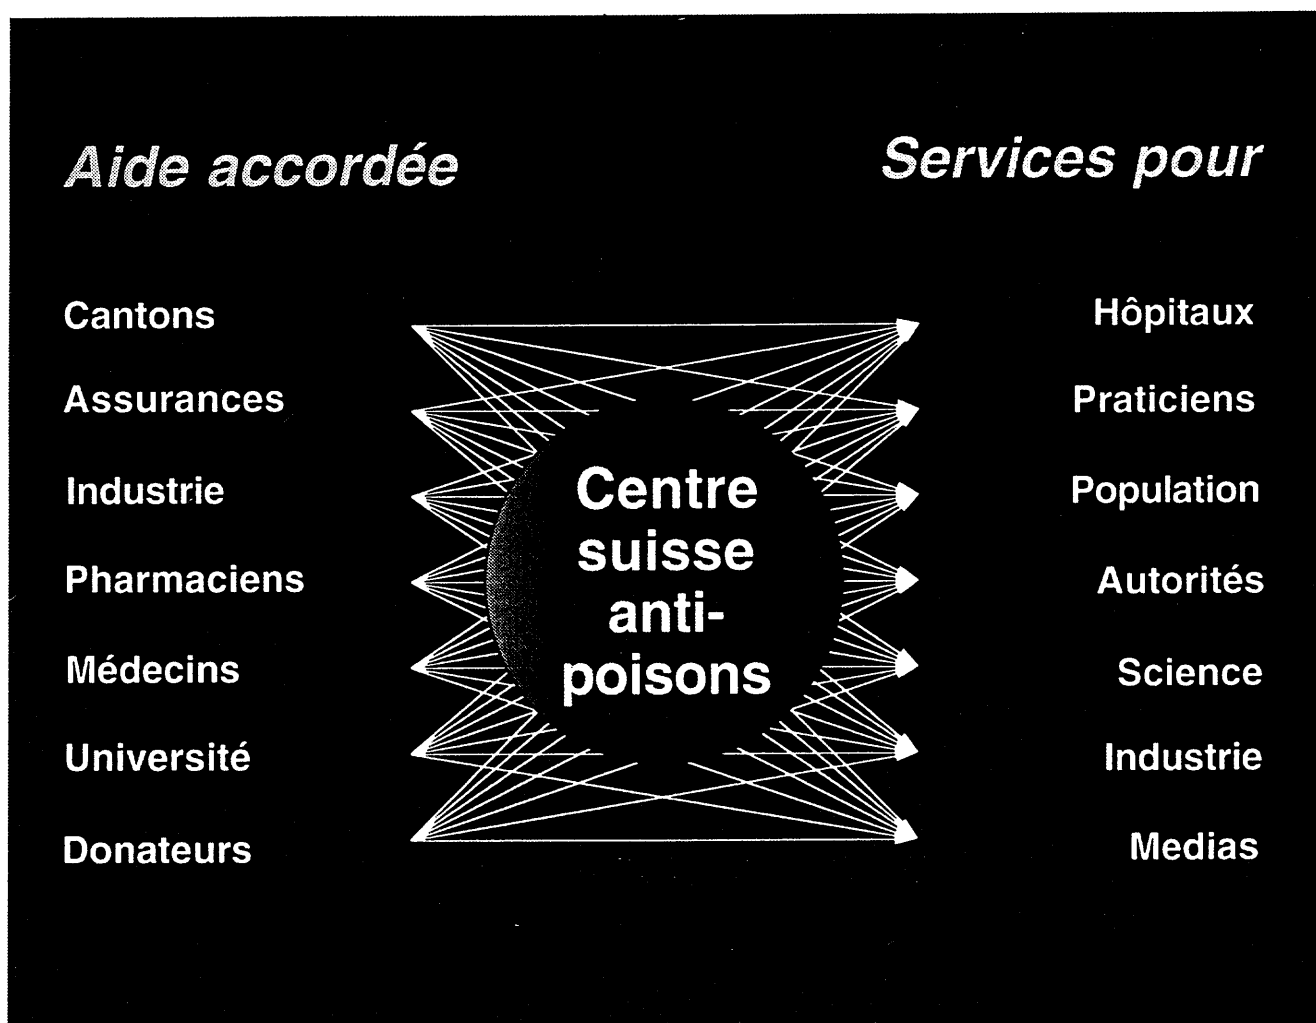 Aide accordée
Services pour
Cantons
Assurances
Industrie
Pharmaciens
Médecins
Université
Donateurs
Centre
suisse
anti-
poisons
Hôpitaux
Praticiens
Population
Autorités
Science
Industrie
Medias